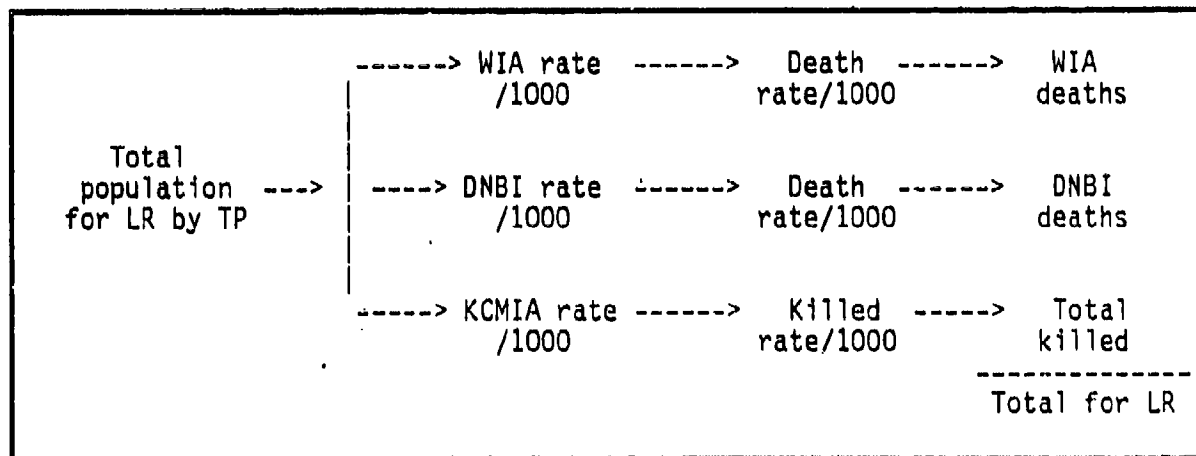 ------> WIA rate ------> Death ------> WIA
/1000 rate/1000 deaths
Total
population ---> ----> DNBI rate ------> Death ------> DNBI
for LR by TP /1000 rate/1000 deaths
-----> KCMIA rate ------> Killed -----> Total
/1000 rate/1000 killed
--------------
Total for LR